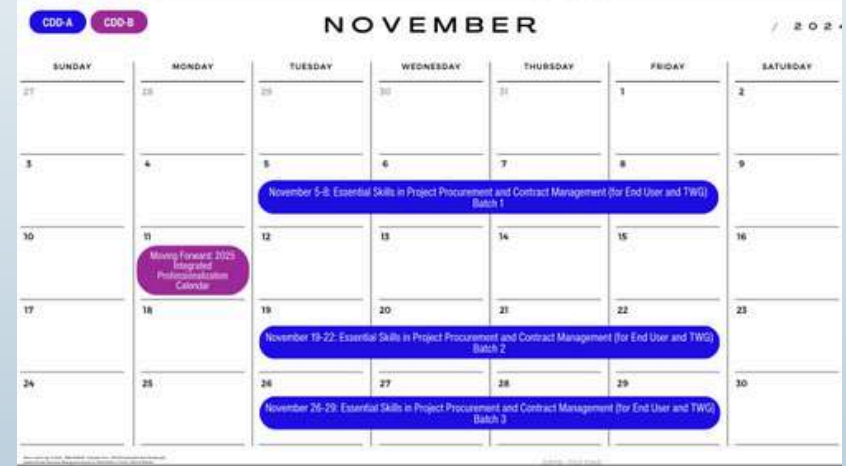 CDD-A CDD-B
NOVEMBER
/ 202
SUNDAY MONDAY TUESDAY WEDNESDAY THURSDAY FRIDAY SATURDAY
27 28 29 30 31 1 2
3 4 5 6 7 8 9
November 5-8: Essential Skills in Project Procurement and Contract Management (for End User and TWG)
Batch 1
10 11 12 13 14 15 16
Moving Forward: 2025
Integrated
Professionalization
Calendar
17 18 19 20 21 22 23
November 19-22: Essential Skills in Project Procurement and Contract Management (for End User and TWG)
Batch 2
24 25 26 27 28 29 30
November 26-29: Essential Skills in Project Procurement and Contract Management (for End User and TWG)
Batch 3